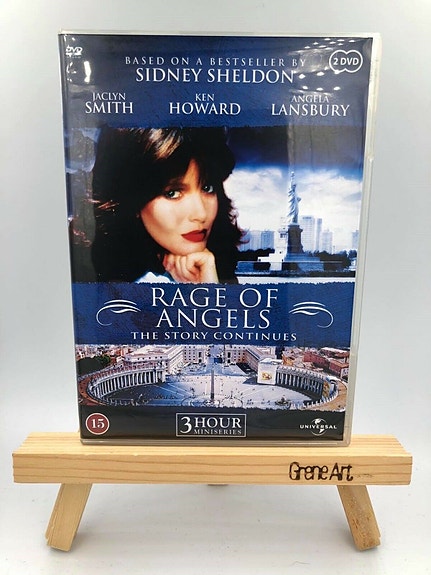 DVD
BASED ON A BESTSELLER BY
SIDNEY SHELDON
2 DVD
JACLYN SMITH
KEN HOWARD
ANGELA LANSBURY
RAGE OF
ANGELS
THE STORY CONTINUES
15
3 HOUR
MINISERIES
UNIVERSAL
GreneArt